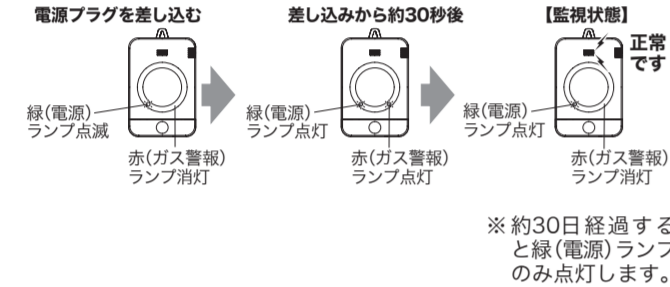 電源プラグを差し込む
緑(電源)
ランプ点滅
赤(ガス警報)
ランプ消灯
差し込みから約30秒後
緑(電源)
ランプ点灯
赤(ガス警報)
ランプ点灯
【監視状態】
正常
です
緑(電源)
ランプ点灯
赤(ガス警報)
ランプ消灯
※約30日経過する
と緑(電源)ランプ
のみ点灯します。